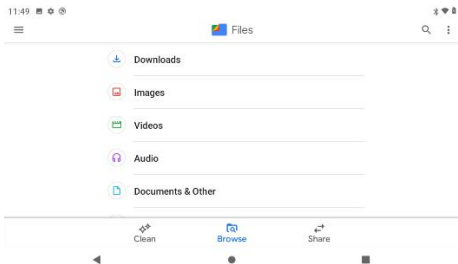 11:49
Files
Downloads
Images
Videos
Audio
Documents & Other
Clean
Browse
Share